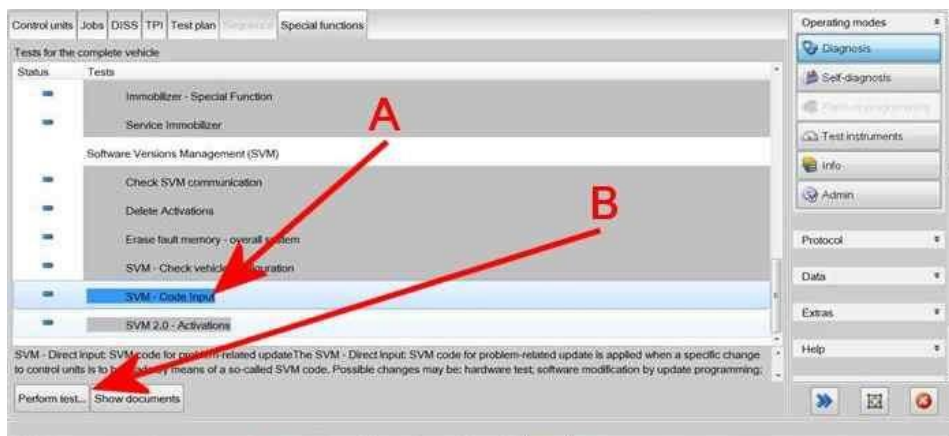 Control units Jobs DISS TPI Test plan Special functions
Operating modes
Tests for the complete vehicle
Diagnosis
Status Tests
Self-diagnosis
Immobilizer - Special Function
Service Immobilizer
A
Test instruments
Software Versions Management (SVM)
Info
Check SVM communication
Admin
Delete Activations
B
Erase fault memory - overall system
Protocol
SVM - Check vehicle configuration
Data
SVM - Code Input
Extras
SVM 2.0 - Activations
Help
SVM - Direct Input: SVM code for problem-related updateThe SVM - Direct Input: SVM code for problem-related update is applied when a specific change
to control units is to be made by means of a so-called SVM code. Possible changes may be: hardware test; software modification by update programming;
Perform test... Show documents